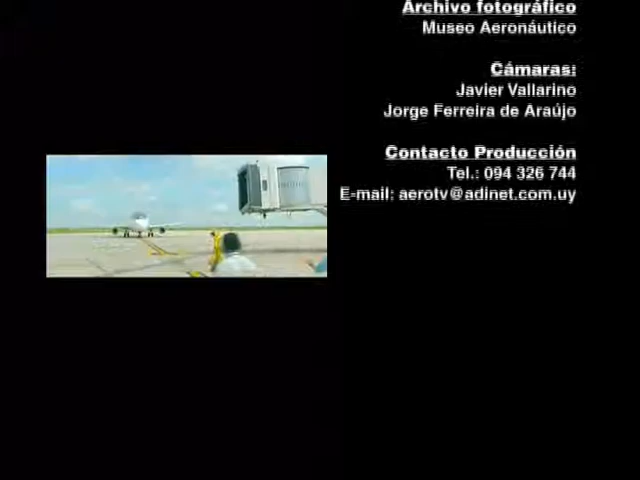 Archivo fotográfico
Museo Aeronáutico
Cámaras:
Javier Vallarino
Jorge Ferreira de Araújo
Contacto Producción
Tel.: 094 326 744
E-mail: aerotv@adinet.com.uy